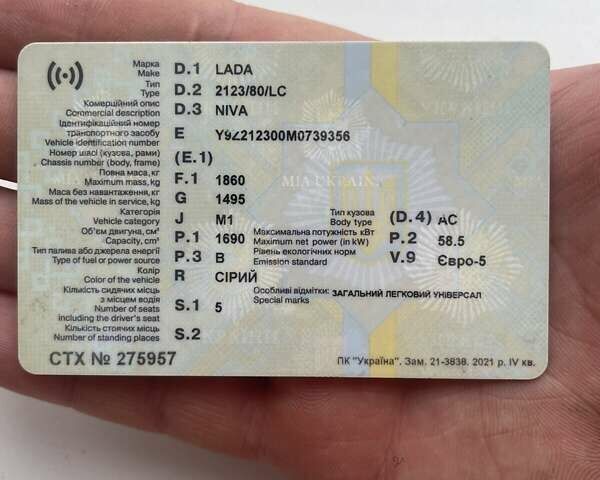 Марка
Make D.1 LADA
Тип
Type D.2 2123/80/LC
Комерційний опис
Commercial description D.3 NIVA
Ідентифікаційний номер
транспортного засобу
Vehicle identification number E Y9Z212300M0739356
Номер шасі (кузова, рами)
Chassis number (body, frame) (E.1)
Повна маса, кг
Maximum mass, kg F.1 1860
Маса без навантаження, кг
Mass of the vehicle in service, kg G 1495
MIA UKRAINE
Категорія
Vehicle category J M1
Тип кузова
Body type (D.4) АС
Об'єм двигуна, см³
Capacity, cm³ P.1 1690
Максимальна потужність кВт
Maximum net power (in kW) P.2 58.5
Тип палива або джерела енергії
Type of fuel or power source P.3 B
Рівень екологічних норм
Emission standard V.9 Євро-5
Колір
Color of the vehicle R СІРИЙ
Кількість сидячих місць
з місцем водія
Number of seats
including the driver's seat S.1 5
Особливі відмітки: ЗАГАЛЬНИЙ ЛЕГКОВИЙ УНІВЕРСАЛ
Special marks
Кількість стоячих місць
Number of standing places S.2
СТХ № 275957
ПК "Україна". Зам. 21-3838. 2021 р. IV кв.